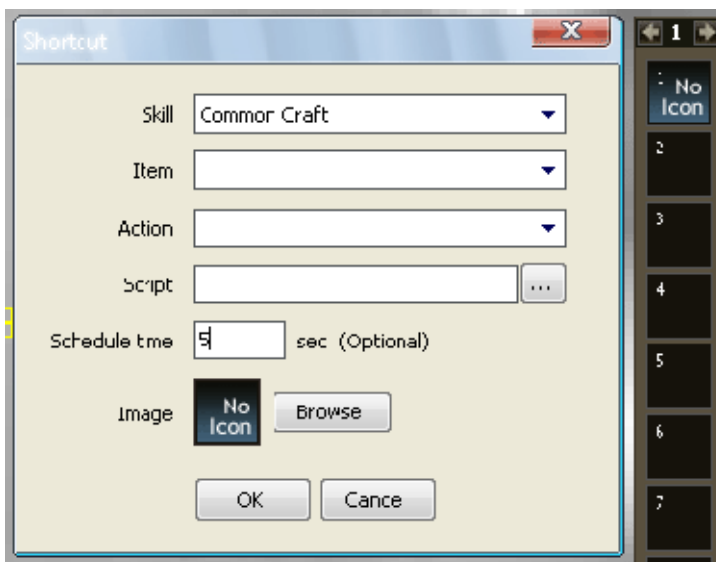 Shortcut
X
1
Skill
Commor Craft
Item
Action
Script
...
Schedule tme
5
sec (Optional)
Image
No
Icon
Browse
OK
Cance
1
No
Icon
2
3
4
5
6
7